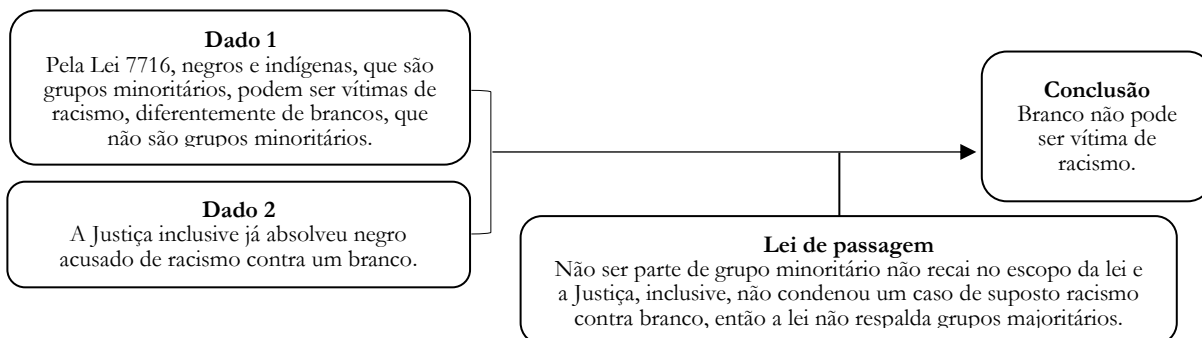 Dado 1
Pela Lei 7716, negros e indígenas, que são
grupos minoritários, podem ser vítimas de
racismo, diferentemente de brancos, que
não são grupos minoritários.
Dado 2
A Justiça inclusive já absolveu negro
acusado de racismo contra um branco.
Conclusão
Branco não pode
ser vítima de
racismo.
Lei de passagem
Não ser parte de grupo minoritário não recai no escopo da lei e
a Justiça, inclusive, não condenou um caso de suposto racismo
contra branco, então a lei não respalda grupos majoritários.